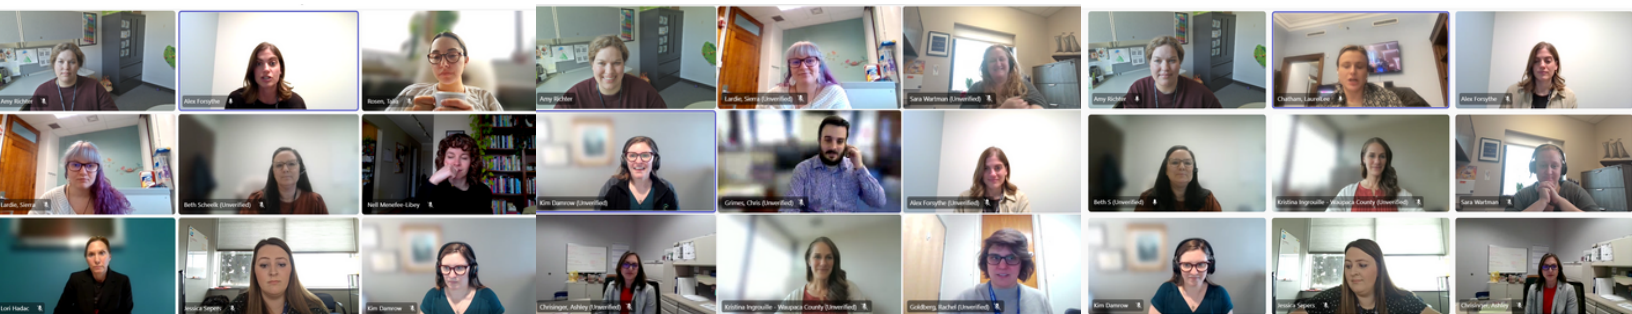 Amy Richter
Alex Forsythe
Rosen, Talia
Amy Richter
Lardie, Sierra (Unverified)
Sara Wartman (Unverified)
Amy Richter
Chatham, LaurelLee
Alex Forsythe
Lardie, Sierra
Beth Scheelk (Unverified)
Nell Menefee-Libey
Kim Damrow (Unverified)
Grimes, Chris (Unverified)
Alex Forsythe (Unverified)
Beth S (Unverified)
Kristina Ingrouille - Waupaca County (Unverified)
Sara Wartman
Lori Hadac
Jessica Sepers
Kim Damrow
Chrisinger, Ashley (Unverified)
Kristina Ingrouille - Waupaca County (Unverified)
Goldberg, Rachel (Unverified)
Kim Damrow
Jessica Sepers
Chrisinger, Ashley